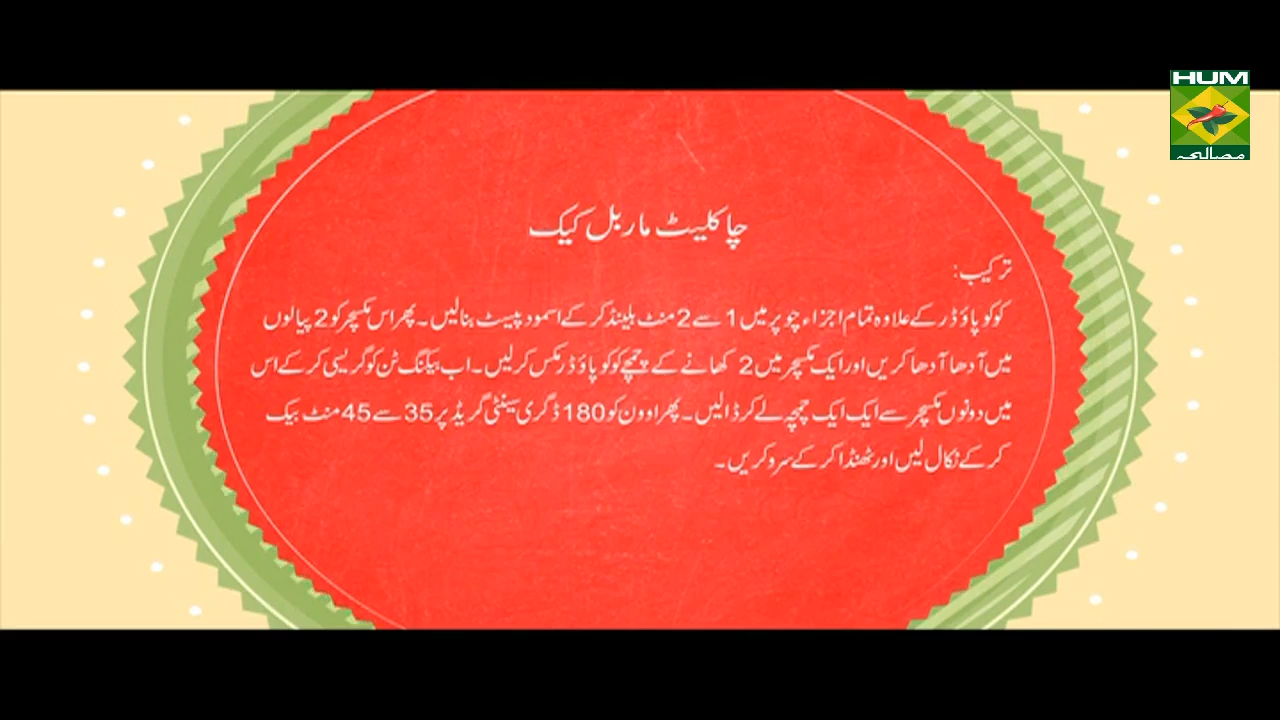 HUM
مصالحہ
چاکلیٹ ماربل کیک
ترکیب:
کوکو پاؤڈر کے علاوہ تمام اجزاء چوپر میں 1 سے 2 منٹ بلینڈ کر کے اسمود پیسٹ بنالیں۔ پھر اس مکسچر کو 2 پیالوں
میں آدھا آدھا کریں اور ایک مکسچر میں 2 کھانے کے چمچے کوکو پاؤڈر مکس کرلیں۔ اب بیکنگ ٹن کو گریسی کر کے اس
میں دونوں مکسچر سے ایک ایک چمچہ لے کر ڈالیں۔ پھر اوون کو 180 ڈگری سینٹی گریڈ پر 35 سے 45 منٹ بیک
کر کے نکال لیں اور ٹھنڈا کر کے سرو کریں۔